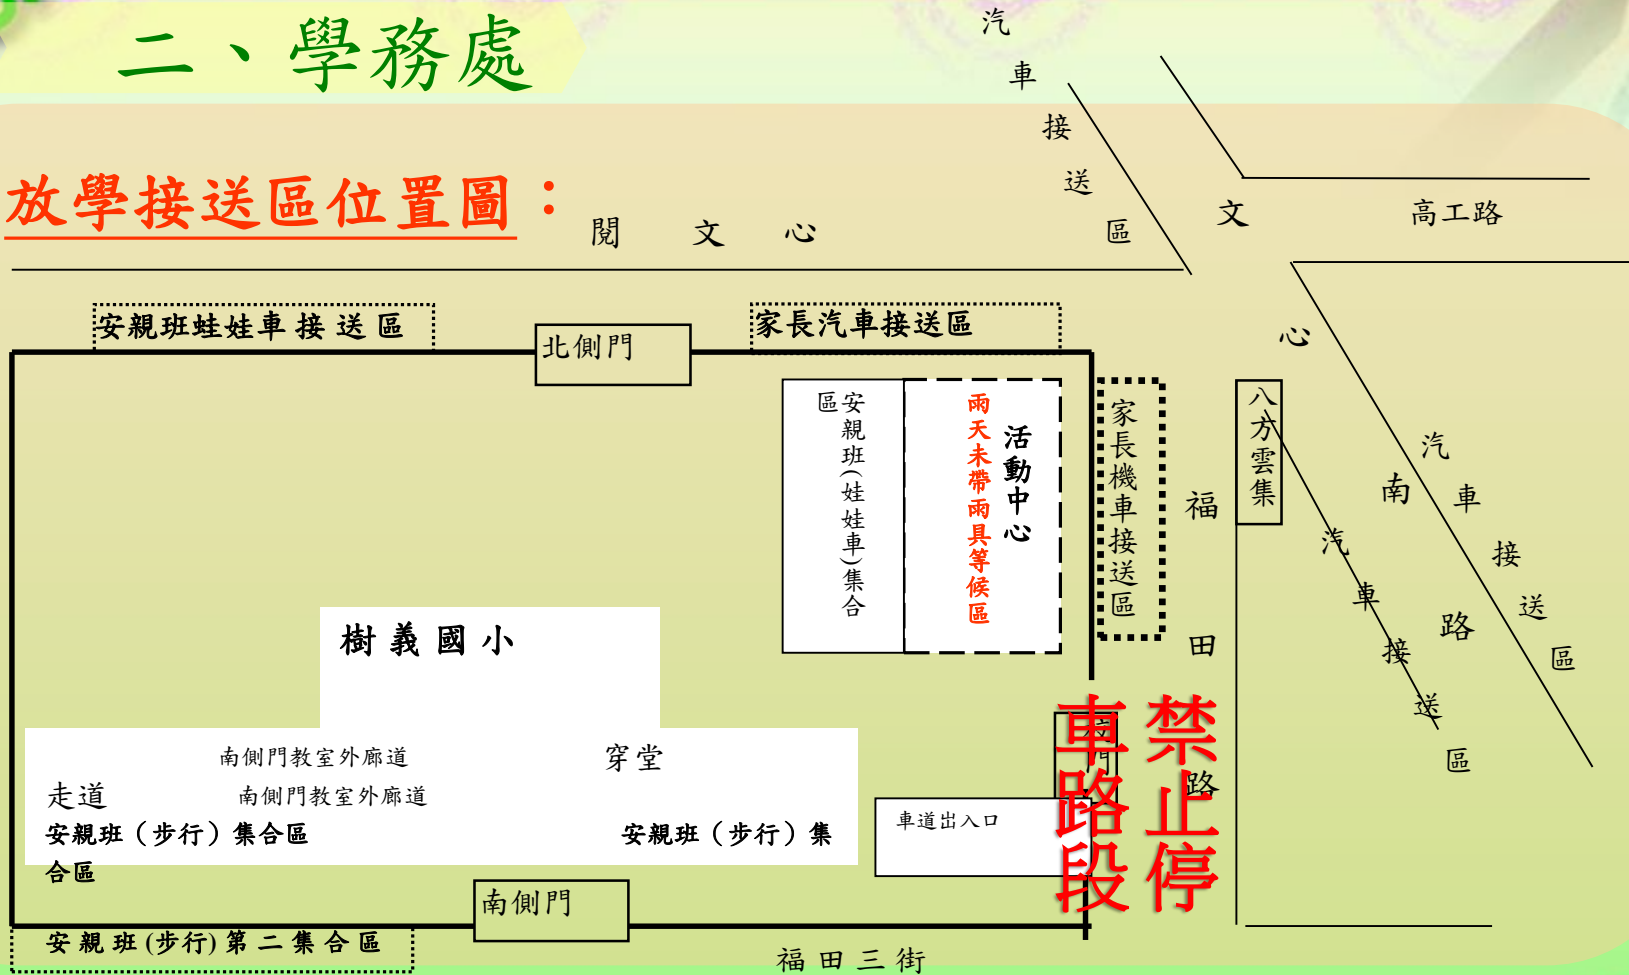 二、學務處
放學接送區位置圖：
閱文心
汽車接送區
文心南路
高工路
安親班蛙娃車接送區
北側門
家長汽車接送區
安親班(娃娃車)集合區
活動中心
雨天未帶雨具等候區
家長機車接送區
福田路
八方雲集
汽車接送區
汽車接送區
樹義國小
南側門教室外廊道
穿堂
走道
南側門教室外廊道
安親班（步行）集合區
安親班（步行）集
合區
車道出入口
禁止停
車路段
南側門
安親班(步行)第二集合區
福田三街